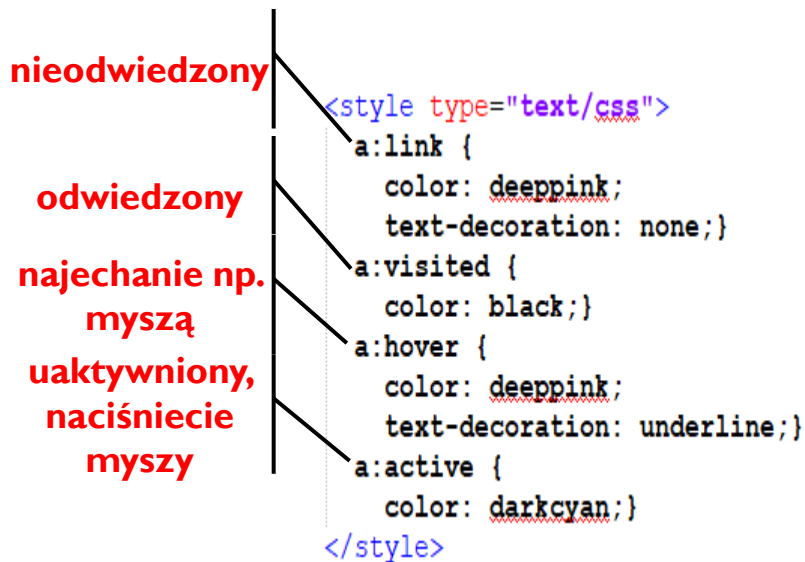 nieodwiedzony
odwiedzony
najechanie np.
myszą
uaktywniony,
naciśniecie
myszy
<style type="text/css">
a:link {
color: deeppink;
text-decoration: none;}
a:visited {
color: black;}
a:hover {
color: deeppink;
text-decoration: underline;}
a:active {
color: darkcyan;}
</style>